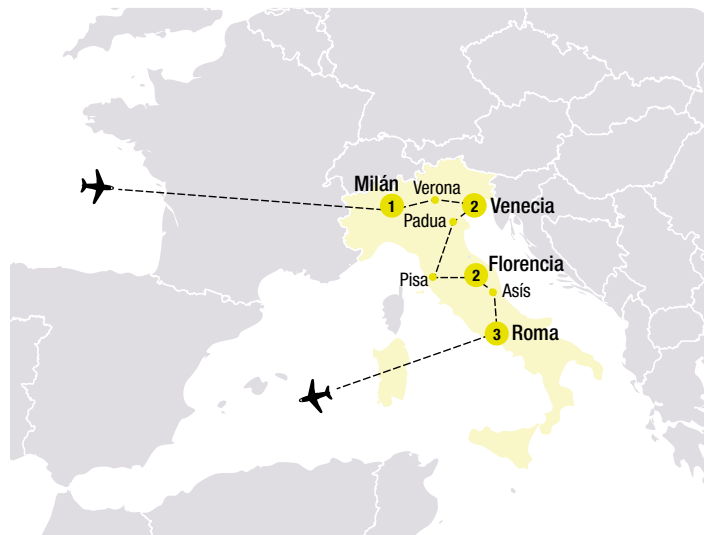 Milán
1
Verona
2
Venecia
Padua
Florencia
2
Pisa
Asís
3
Roma